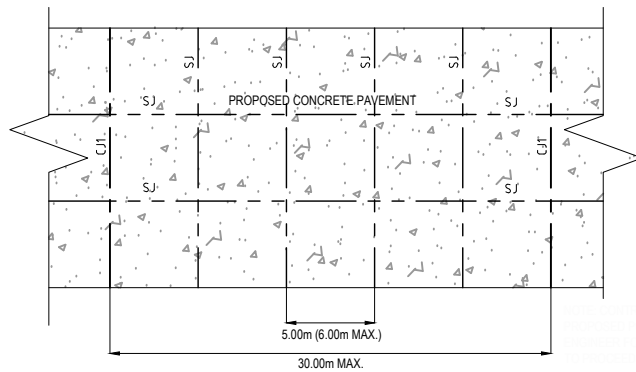 SJ SJ SJ SJ
SJ PROPOSED CONCRETE PAVEMENT SJ
CJ1 CJ1
SJ SJ
5.00m (6.00m MAX.)
30.00m MAX.